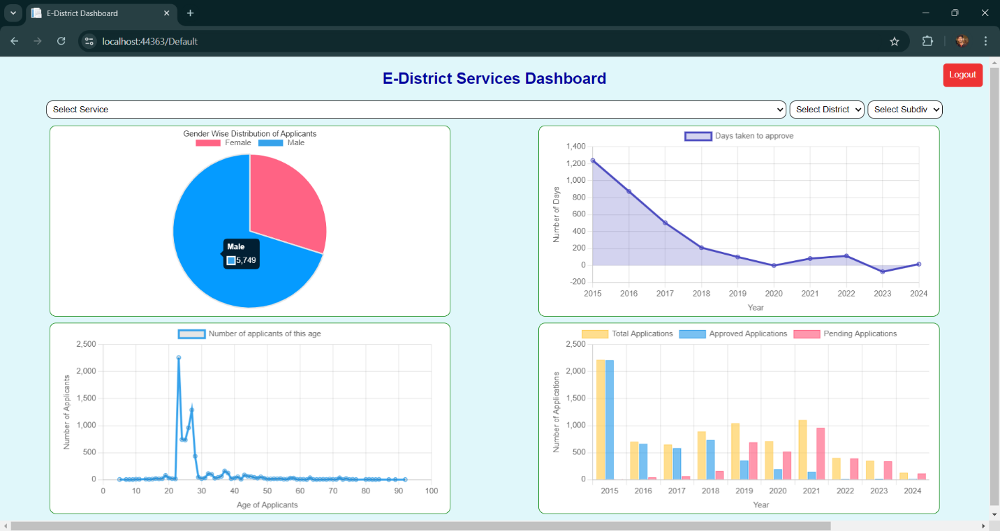 E-District Dashboard
localhost:44363/Default
E-District Services Dashboard
Logout
Select Service
Select District
Select Subdiv
Gender Wise Distribution of Applicants
Female Male
Male
5,749
Days taken to approve
1,400
1,200
1,000
800
600
400
200
0
-200
Number of Days
2015 2016 2017 2018 2019 2020 2021 2022 2023 2024
Year
Number of applicants of this age
2,500
2,000
1,500
1,000
500
0
Number of Applicants
0 10 20 30 40 50 60 70 80 90 100
Age of Applicants
Total Applications Approved Applications Pending Applications
2,500
2,000
1,500
1,000
500
0
Number of Applications
2015 2016 2017 2018 2019 2020 2021 2022 2023 2024
Year